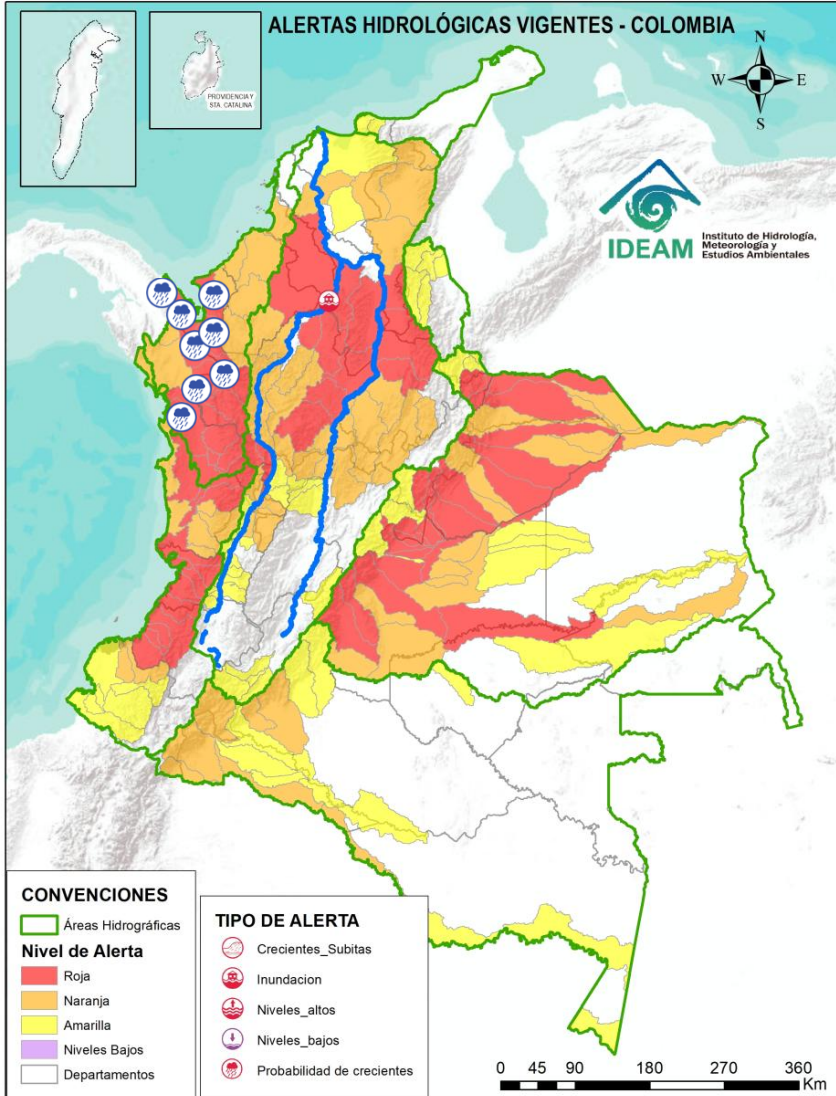 ALERTAS HIDROLÓGICAS VIGENTES - COLOMBIA
PROVIDENCIA Y
STA. CATALINA
N
W E
S
IDEAM
Instituto de Hidrología,
Meteorología y
Estudios Ambientales
CONVENCIONES
Áreas Hidrográficas
Nivel de Alerta
Roja
Naranja
Amarilla
Niveles Bajos
Departamentos
TIPO DE ALERTA
Crecientes_Subitas
Inundacion
Niveles_altos
Niveles_bajos
Probabilidad de crecientes
0 45 90 180 270 360
Km